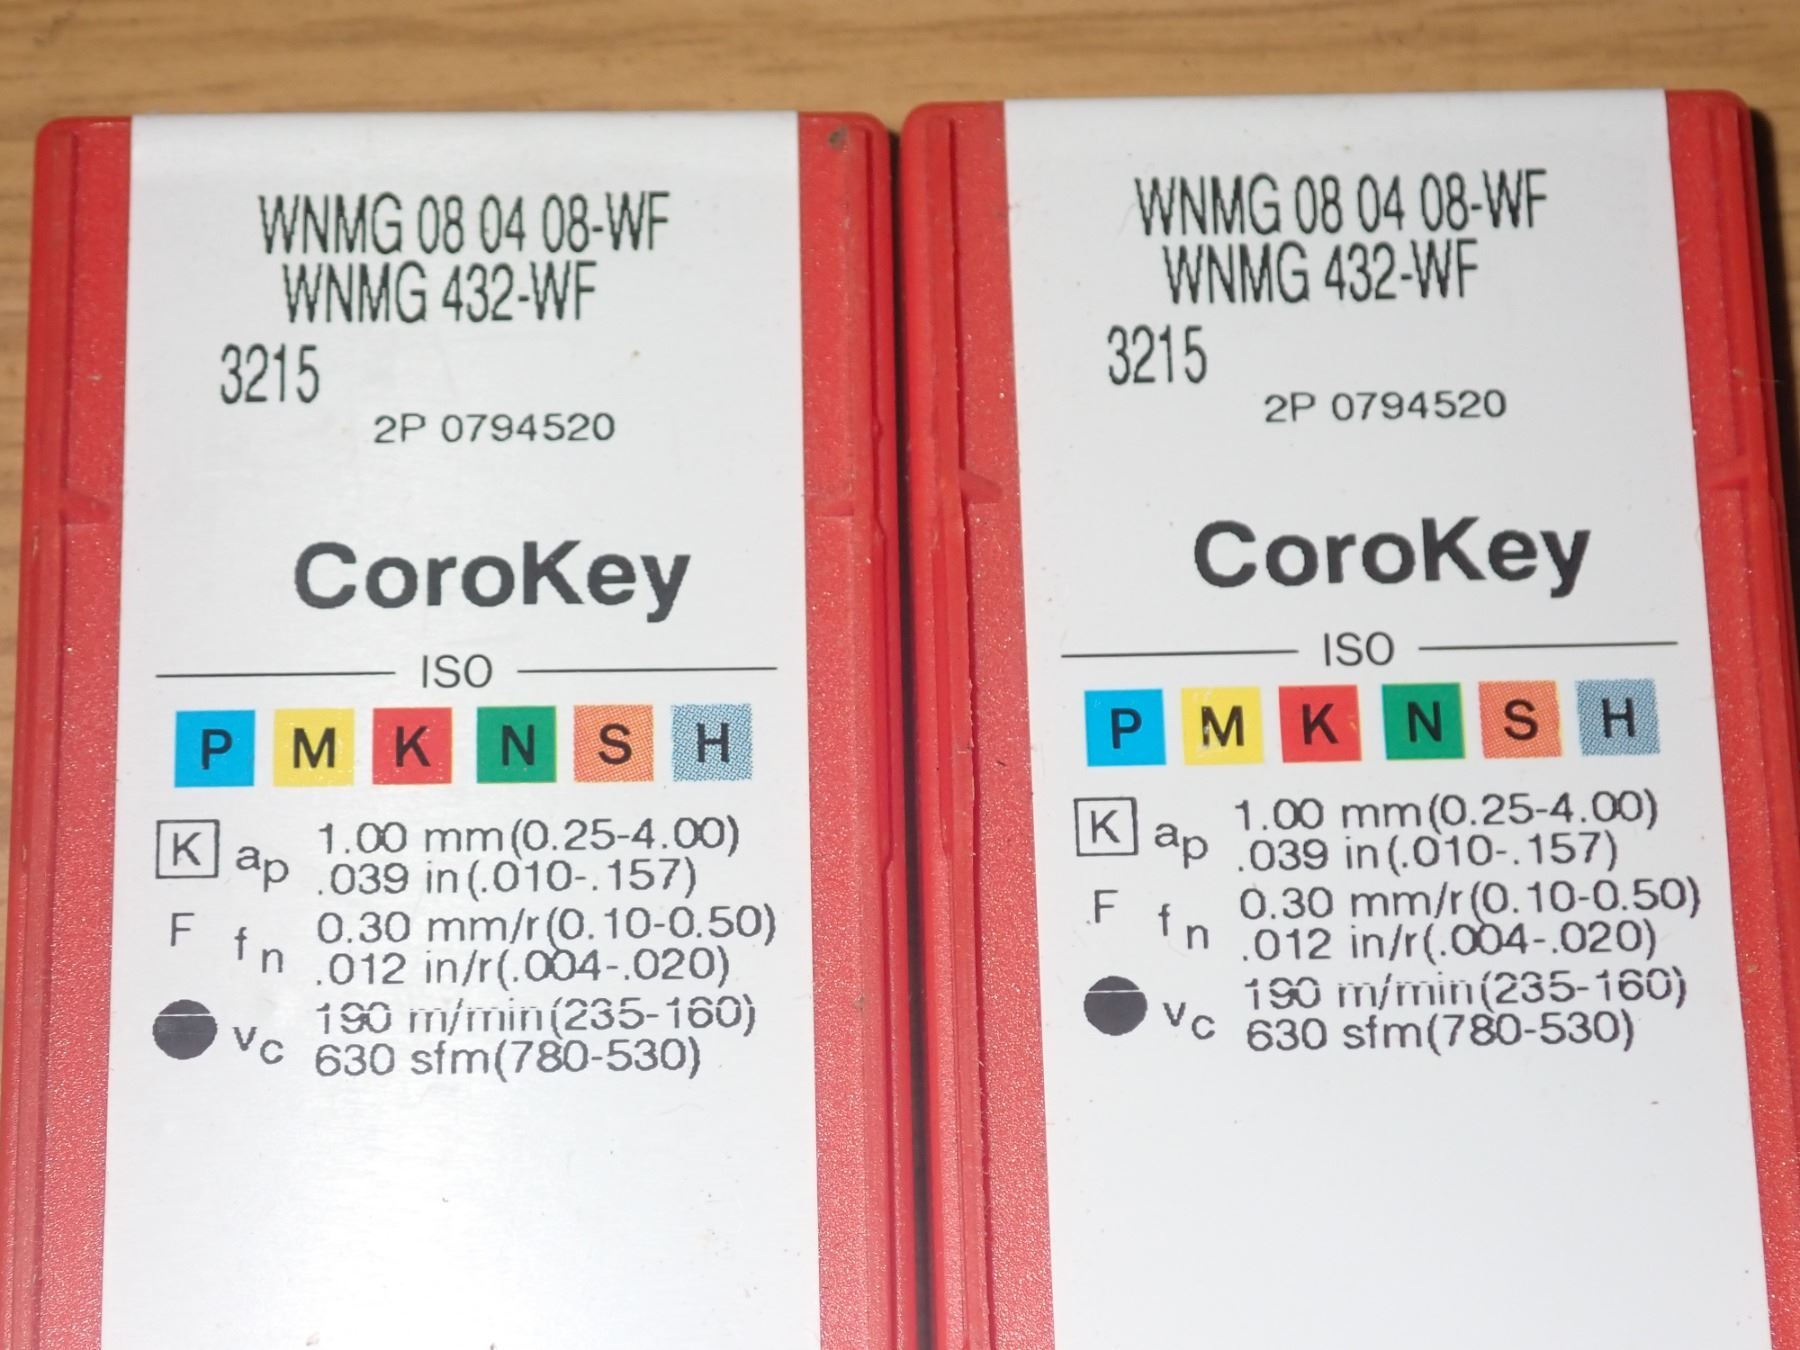 WNMG 08 04 08-WF
WNMG 432-WF
3215
2P 0794520
CoroKey
ISO
P M K N S H
K ap 1.00 mm(0.25-4.00)
.039 in(.010-.157)
F fn 0.30 mm/r(0.10-0.50)
.012 in/r(.004-.020)
vc 190 m/min(235-160)
630 sfm(780-530)
WNMG 08 04 08-WF
WNMG 432-WF
3215
2P 0794520
CoroKey
ISO
P M K N S H
K ap 1.00 mm(0.25-4.00)
.039 in(.010-.157)
F fn 0.30 mm/r(0.10-0.50)
.012 in/r(.004-.020)
vc 190 m/min(235-160)
630 sfm(780-530)